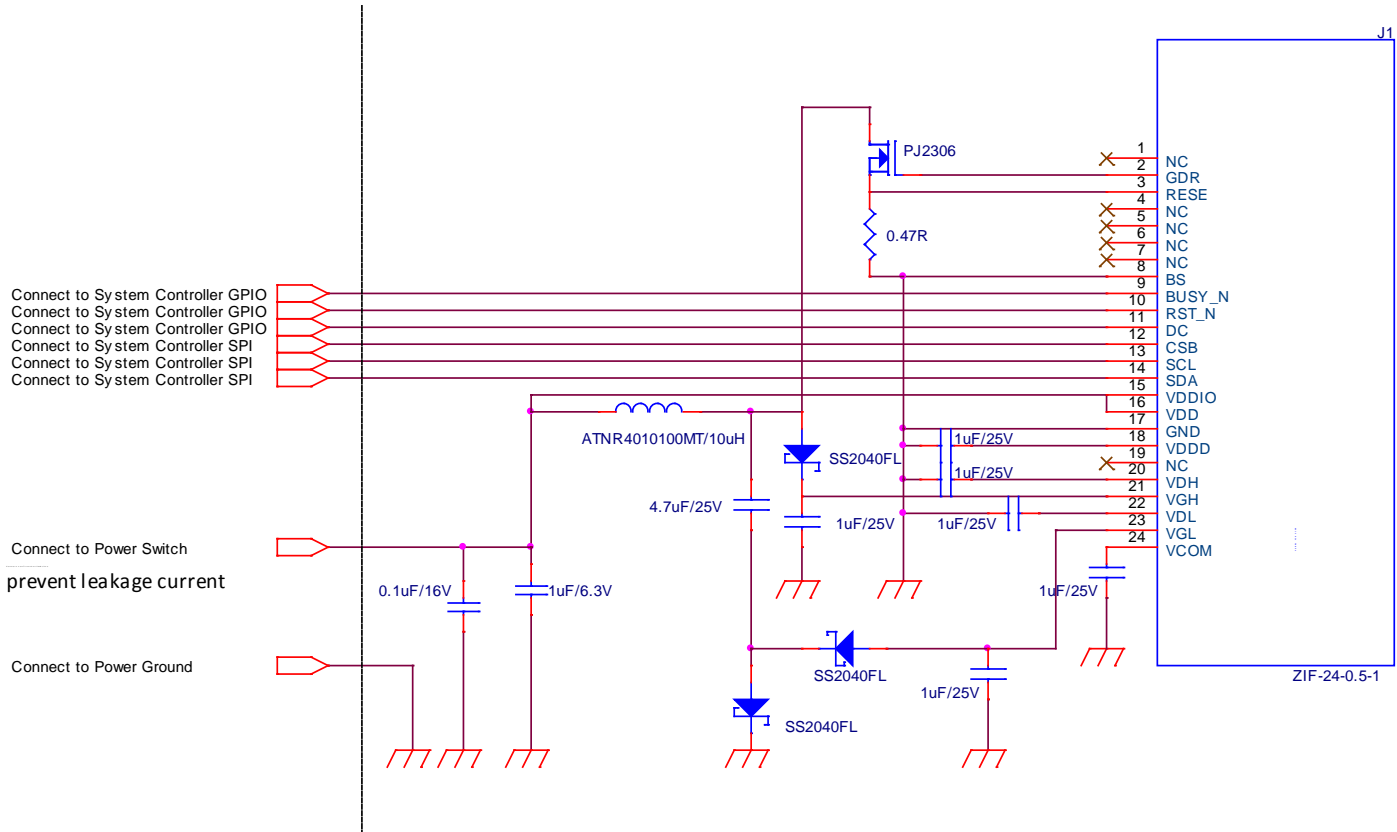 J1
PJ2306
0.47R
1
NC
2
GDR
3
RESE
4
NC
5
NC
6
NC
7
NC
8
BS
9
BUSY_N
10
RST_N
11
DC
12
CSB
13
SCL
14
SDA
15
VDDIO
16
VDD
17
GND
18
VDDD
19
NC
20
VDH
21
VGH
22
VDL
23
VGL
24
VCOM
Connect to System Controller GPIO
Connect to System Controller GPIO
Connect to System Controller GPIO
Connect to System Controller SPI
Connect to System Controller SPI
Connect to System Controller SPI
ATNR4010100MT/10uH
1uF/25V
SS2040FL
1uF/25V
4.7uF/25V
1uF/25V
1uF/25V
Connect to Power Switch
prevent leakage current
0.1uF/16V
1uF/6.3V
1uF/25V
Connect to Power Ground
SS2040FL
1uF/25V
ZIF-24-0.5-1
SS2040FL